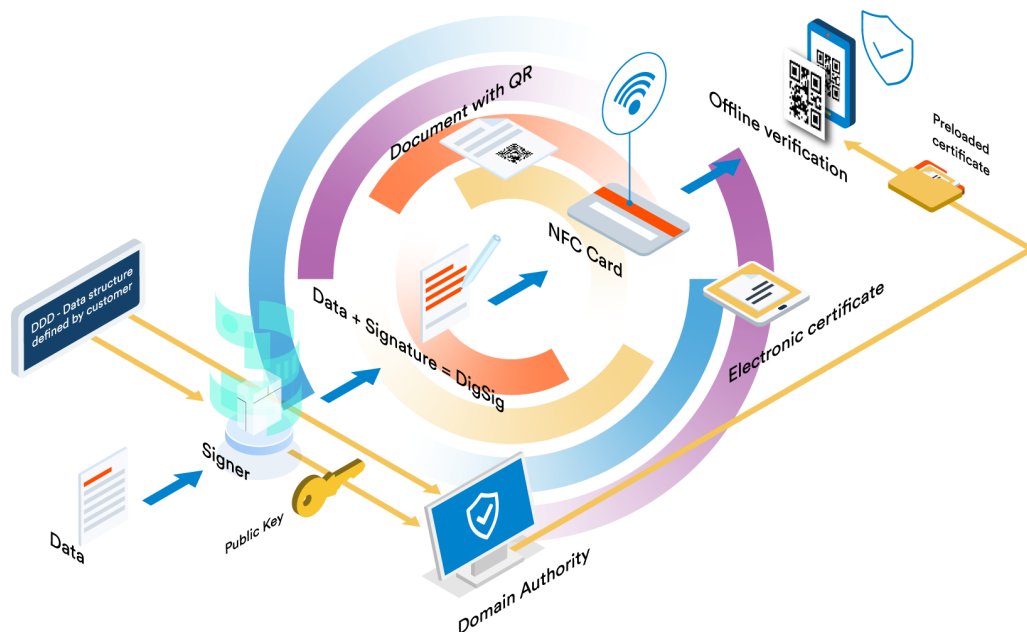 Document with QR
Offline verification
Preloaded
certificate
NFC Card
DDD - Data structure
defined by customer
Data + Signature = DigSig
Electronic certificate
Signer
Public Key
Data
Domain Authority